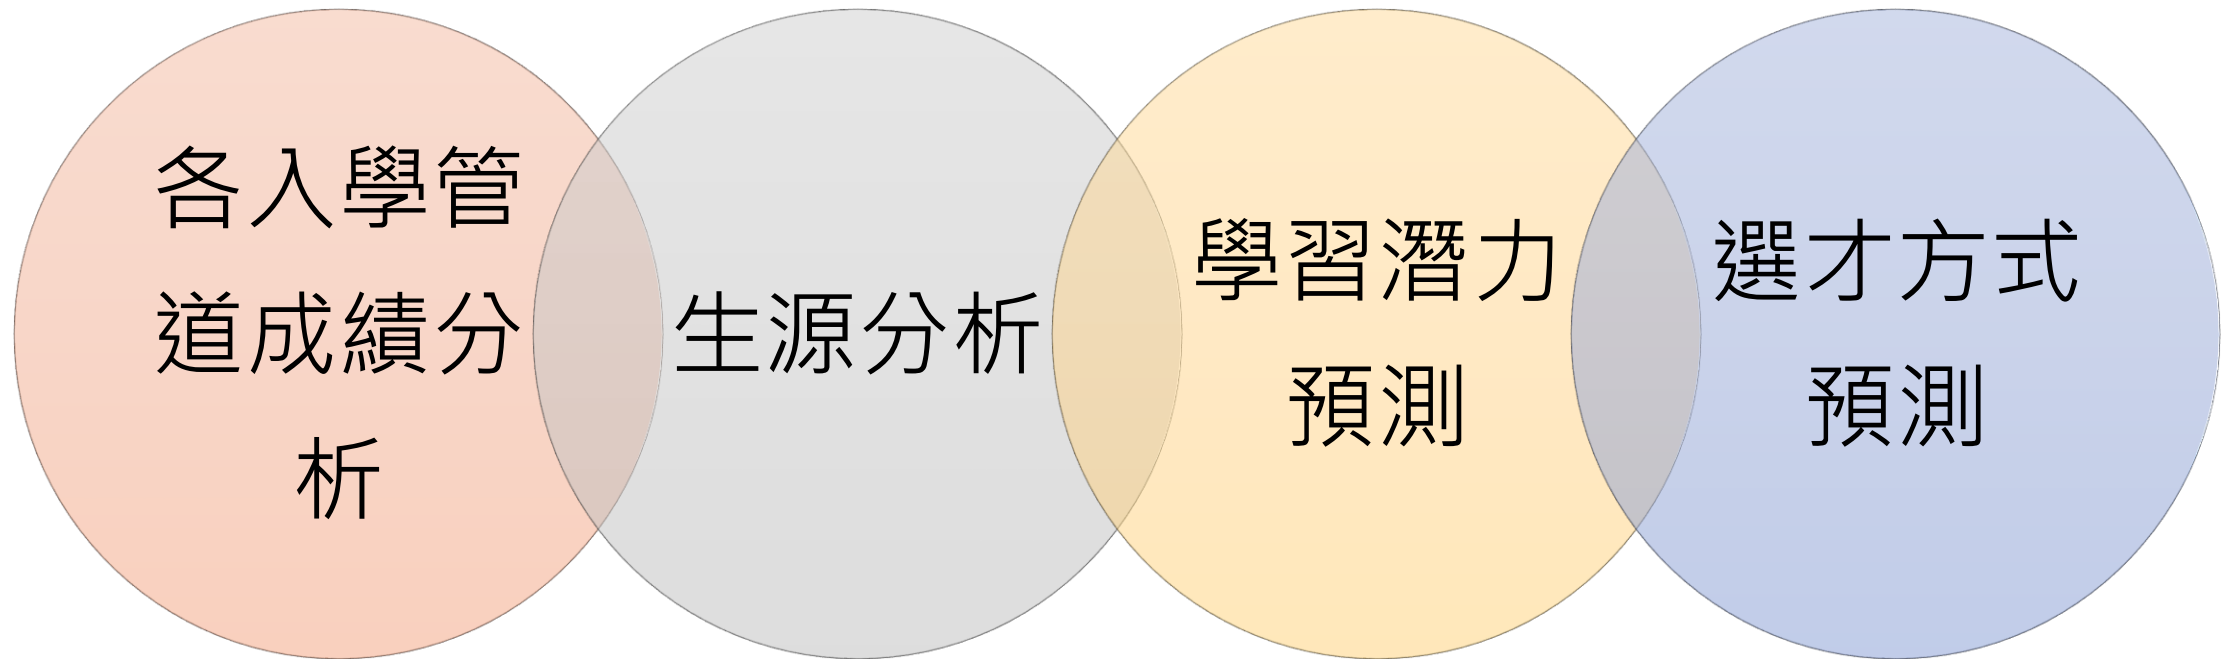 各入學管
道成績分
析
生源分析
學習潛力
預測
選才方式
預測